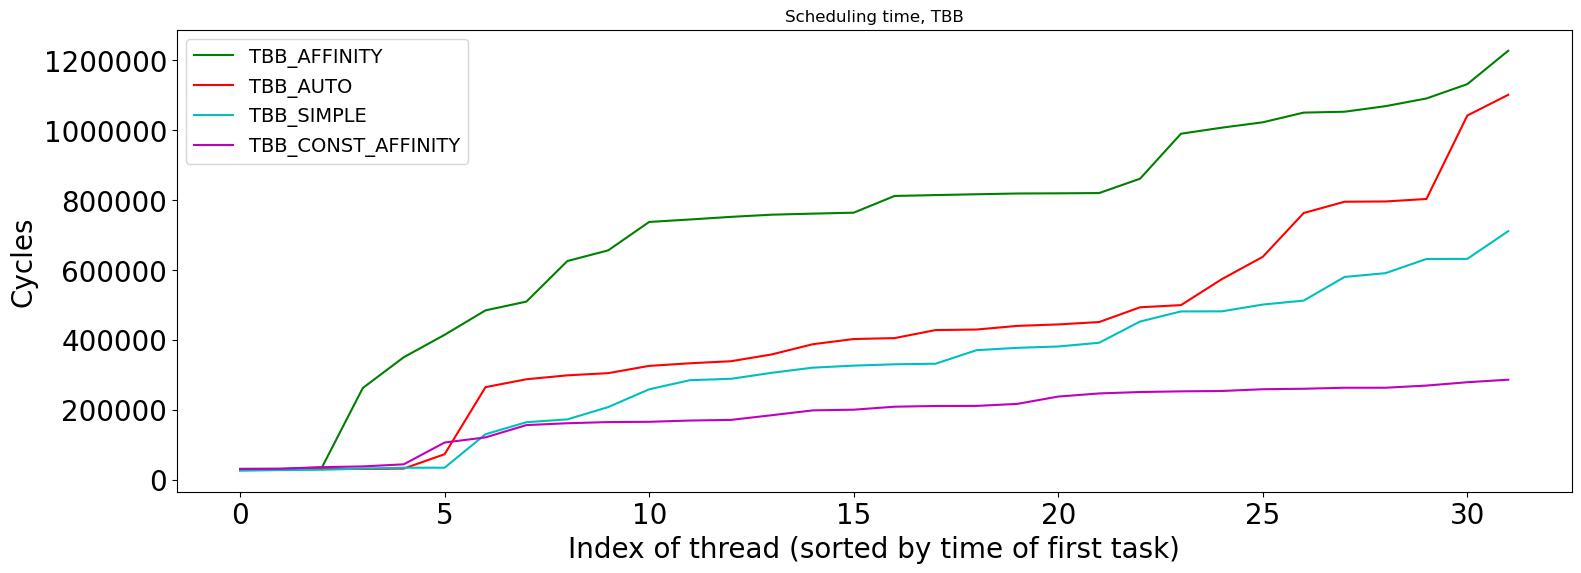 Scheduling time, TBB
TBB_AFFINITY
TBB_AUTO
TBB_SIMPLE
TBB_CONST_AFFINITY
1200000
1000000
800000
600000
400000
200000
0
Cycles
0 5 10 15 20 25 30
Index of thread (sorted by time of first task)